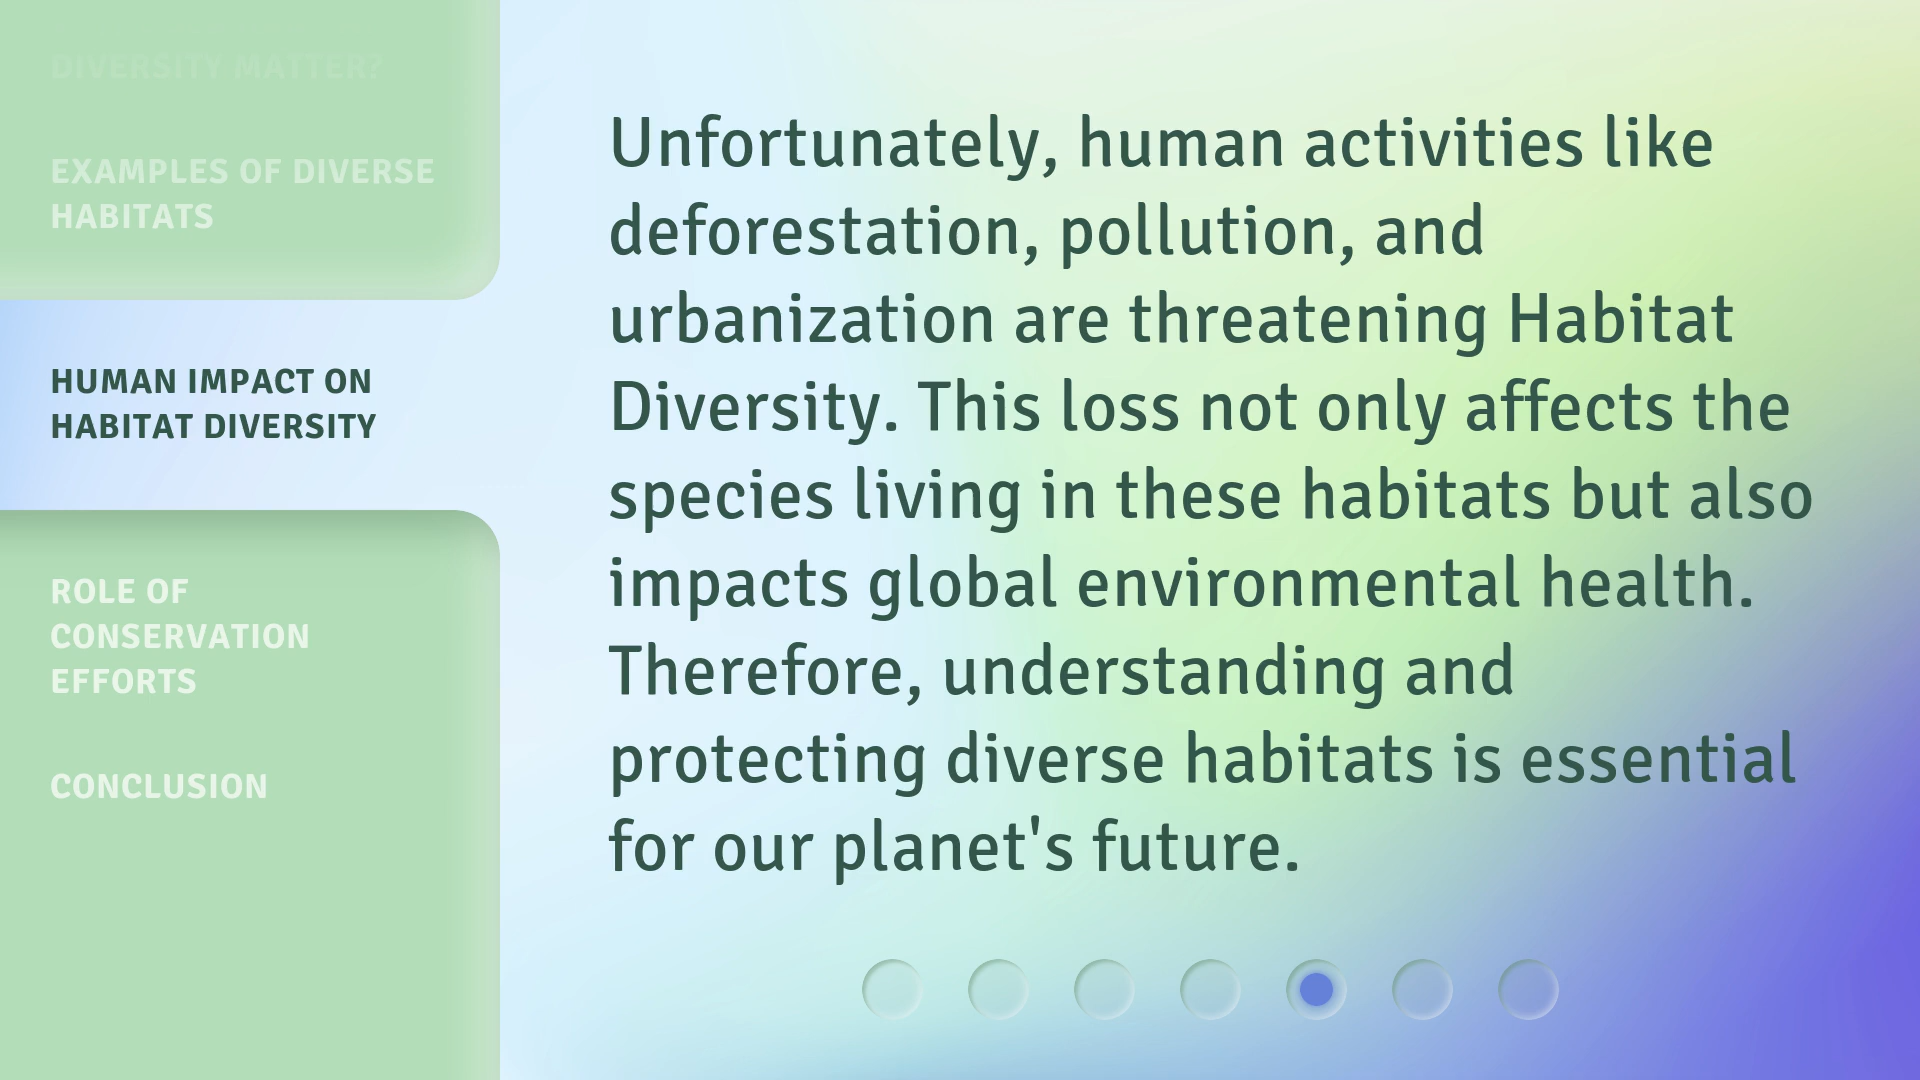 DIVERSITY MATTER?
EXAMPLES OF DIVERSE
HABITATS
HUMAN IMPACT ON
HABITAT DIVERSITY
ROLE OF
CONSERVATION
EFFORTS
CONCLUSION
Unfortunately, human activities like
deforestation, pollution, and
urbanization are threatening Habitat
Diversity. This loss not only affects the
species living in these habitats but also
impacts global environmental health.
Therefore, understanding and
protecting diverse habitats is essential
for our planet's future.